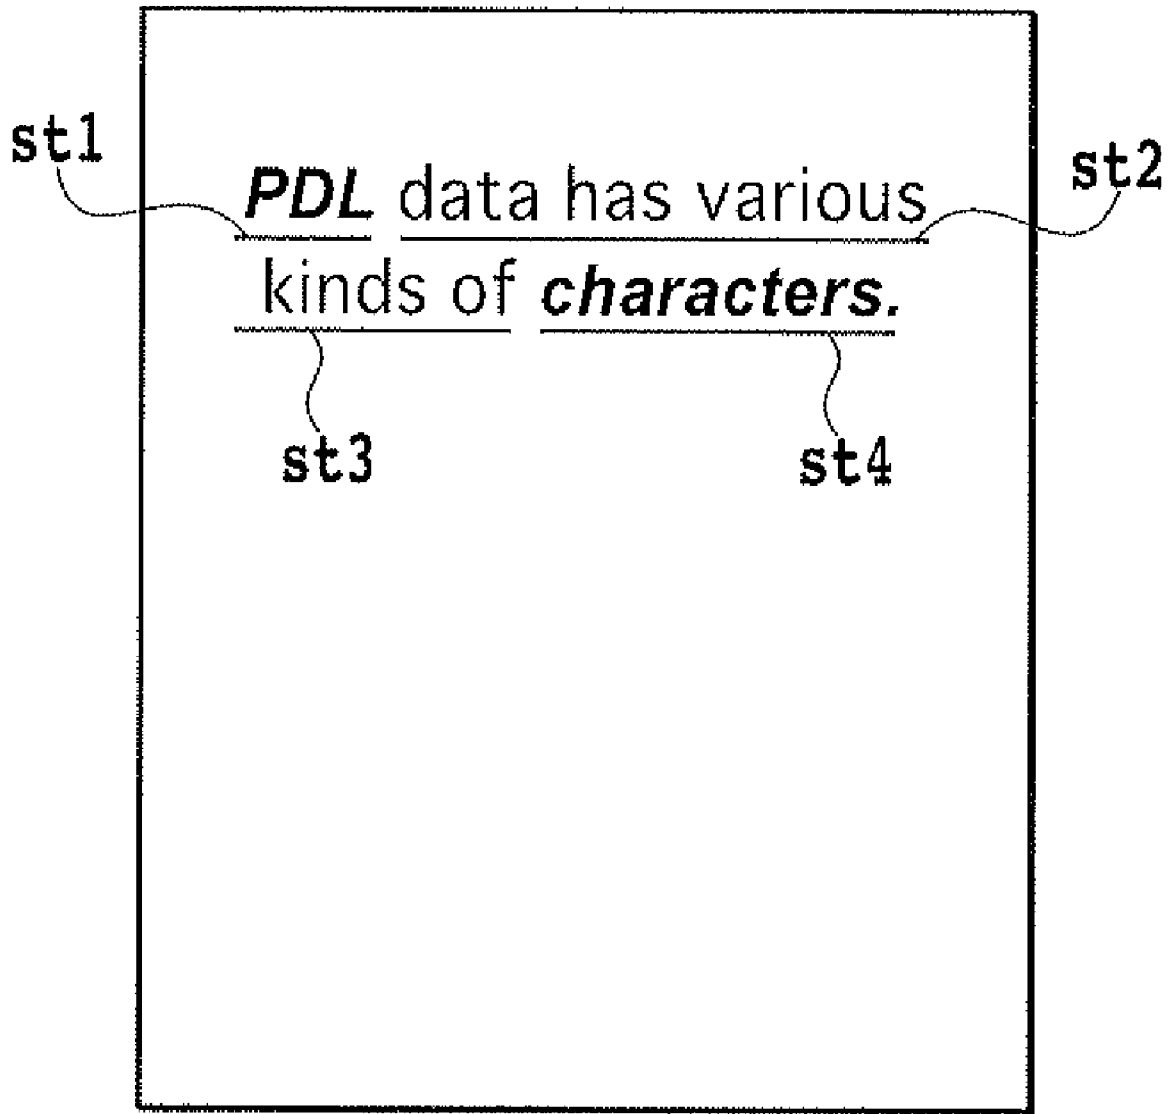 st1
st2
PDL data has various
kinds of characters.
st3
st4